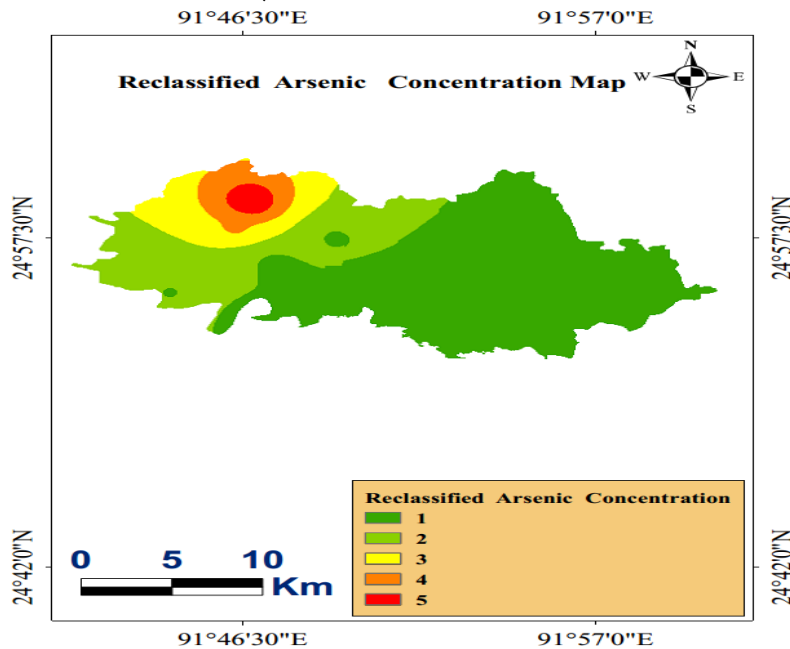 91°46'30"E 91°57'0"E
Reclassified Arsenic Concentration Map
N
W E
S
24°57'30"N 24°57'30"N
Reclassified Arsenic Concentration
1
2
3
4
5
0 5 10
Km
24°42'0"N 24°42'0"N
91°46'30"E 91°57'0"E